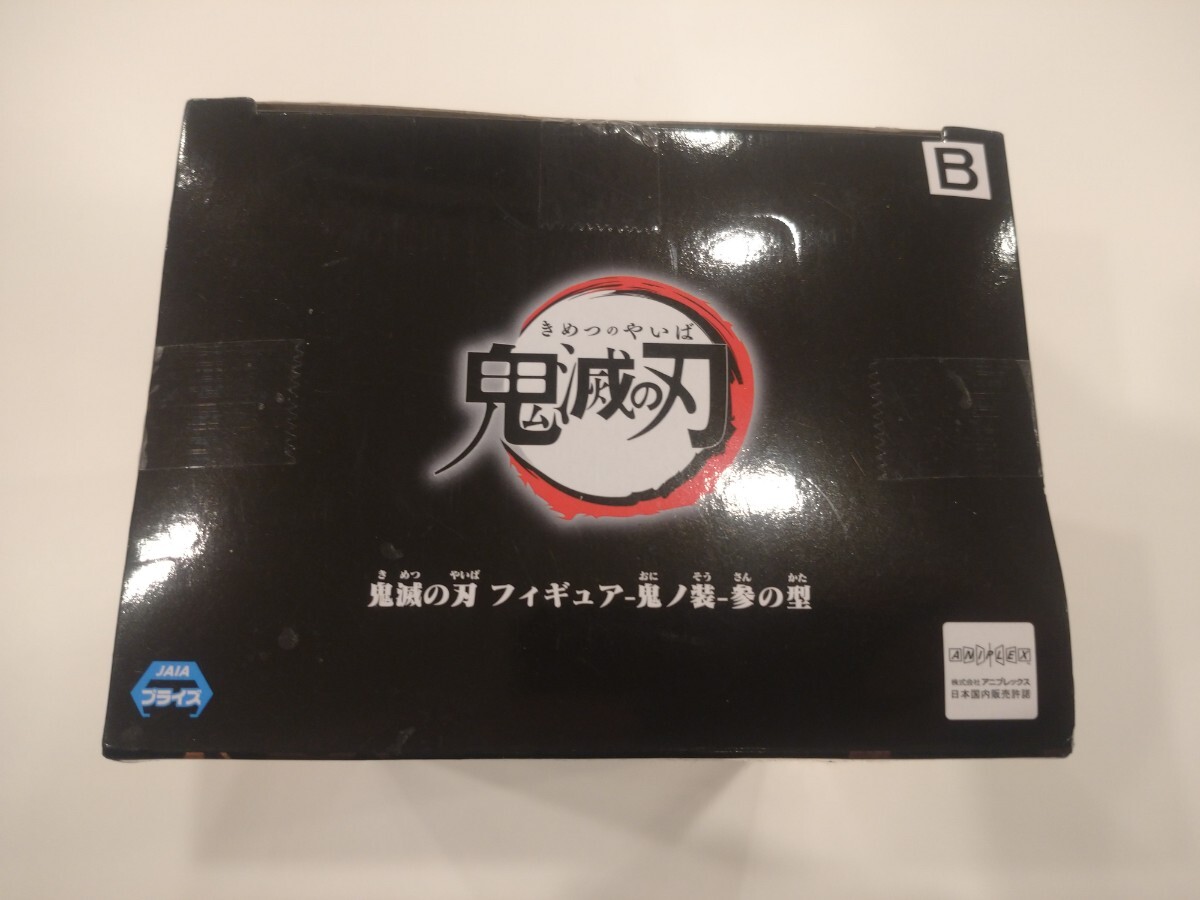 B
きめつのやいば
鬼滅の刃
き めつ やいば おに そう さん かた
鬼滅の刃 フィギュア-鬼ノ装-参の型
JAIA
プライズ
ANIPLEX
株式会社 アニプレックス
日本国内販売許諾